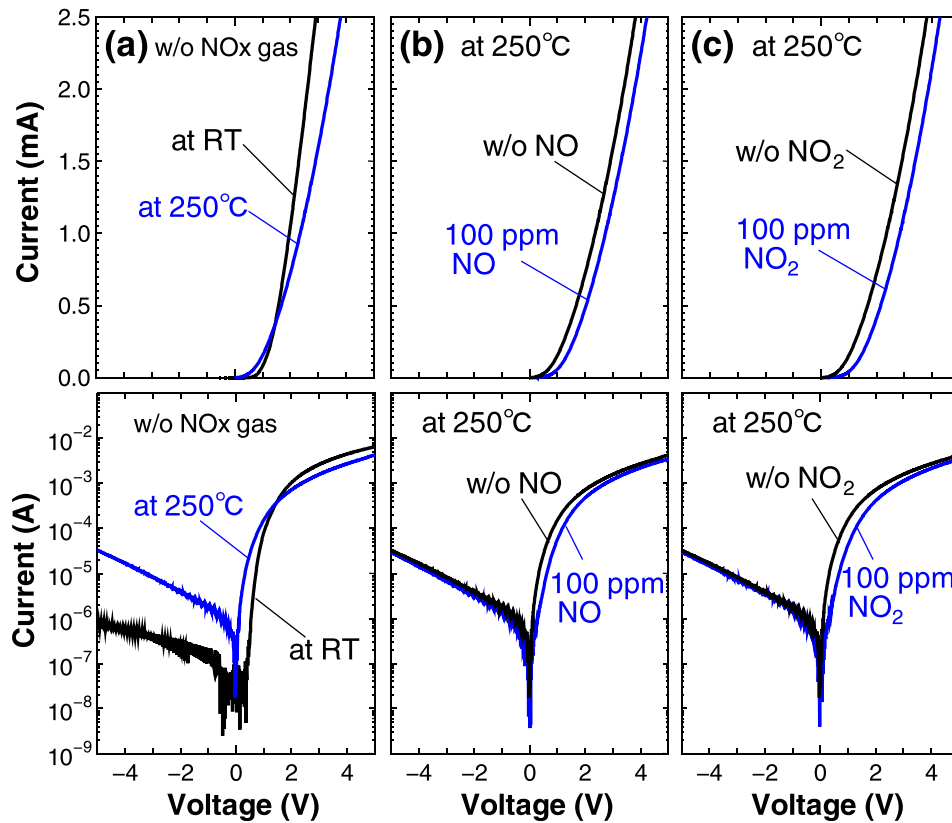 (a) w/o NOx gas
at RT
at 250°C
Current (mA)
2.5
2.0
1.5
1.0
0.5
0.0
(b) at 250°C
w/o NO
100 ppm
NO
(c) at 250°C
w/o NO₂
100 ppm
NO₂
w/o NOx gas
at 250°C
at RT
Current (A)
10⁻²
10⁻³
10⁻⁴
10⁻⁵
10⁻⁶
10⁻⁷
10⁻⁸
10⁻⁹
−4 −2 0 2 4
Voltage (V)
at 250°C
w/o NO
100 ppm
NO
−4 −2 0 2 4
Voltage (V)
at 250°C
w/o NO₂
100 ppm
NO₂
−4 −2 0 2 4
Voltage (V)